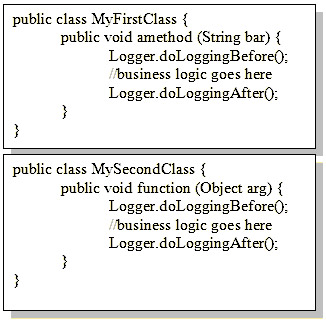 public class MyFirstClass {
public void amethod (String bar) {
Logger.doLoggingBefore();
//business logic goes here
Logger.doLoggingAfter();
}
}
public class MySecondClass {
public void function (Object arg) {
Logger.doLoggingBefore();
//business logic goes here
Logger.doLoggingAfter();
}
}